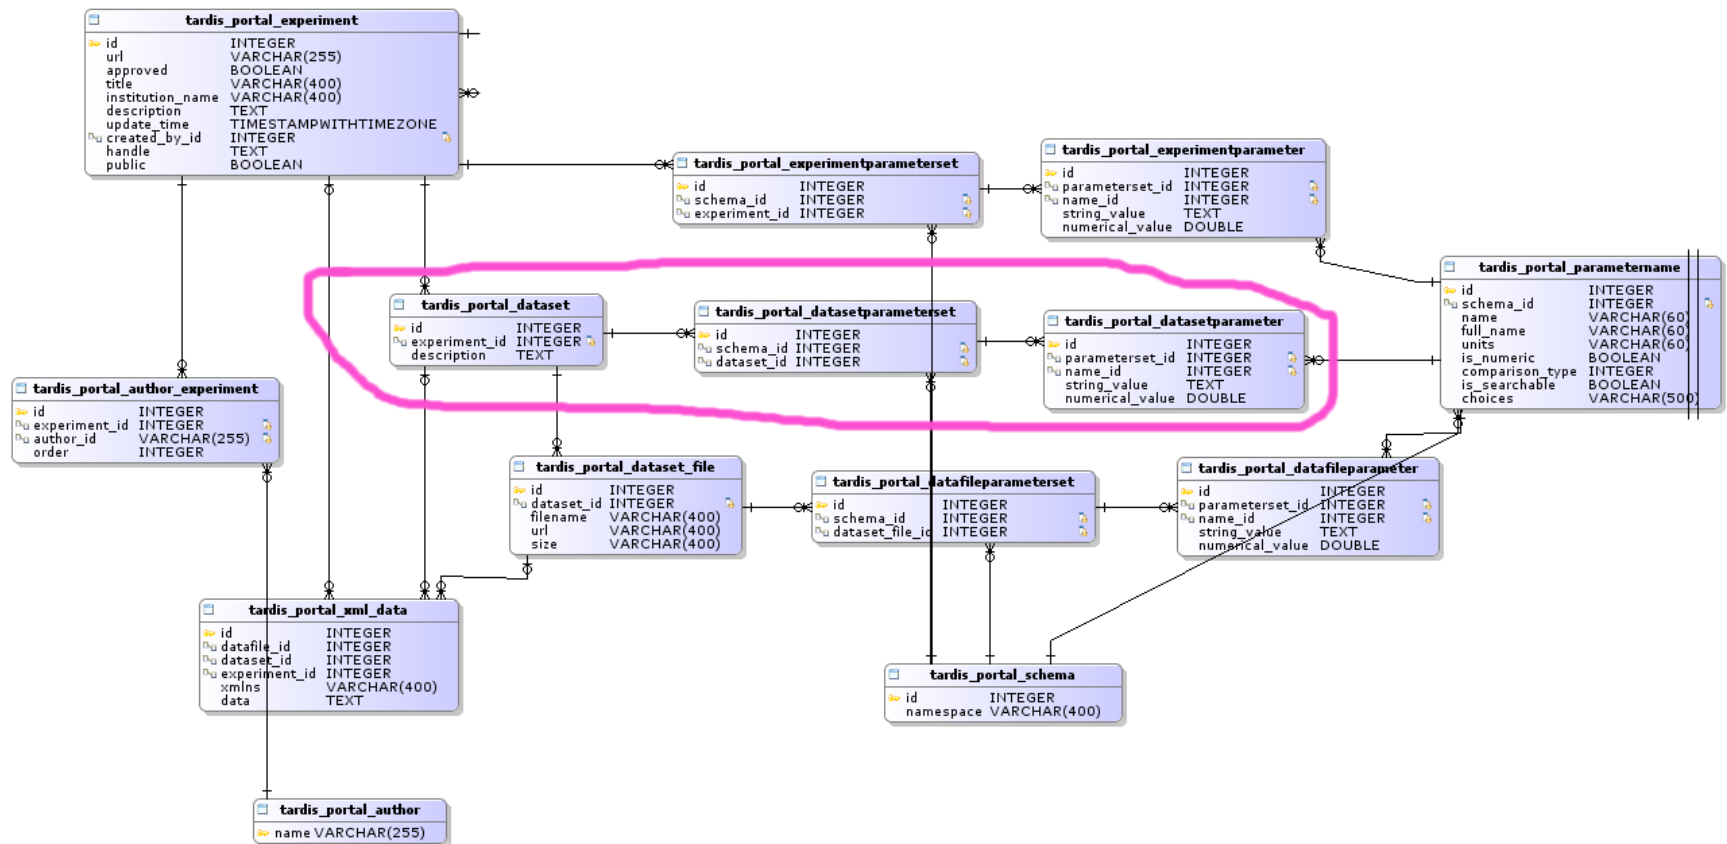 tardis_portal_experiment
id INTEGER
url VARCHAR(255)
approved BOOLEAN
title VARCHAR(400)
institution_name VARCHAR(400)
description TEXT
update_time TIMESTAMPWITHTIMEZONE
created_by_id INTEGER
handle TEXT
public BOOLEAN
tardis_portal_experimentparameterset
id INTEGER
schema_id INTEGER
experiment_id INTEGER
tardis_portal_experimentparameter
id INTEGER
parameterset_id INTEGER
name_id INTEGER
string_value TEXT
numerical_value DOUBLE
tardis_portal_parametername
id INTEGER
schema_id INTEGER
name VARCHAR(60)
full_name VARCHAR(60)
units VARCHAR(60)
is_numeric BOOLEAN
comparison_type INTEGER
is_searchable BOOLEAN
choices VARCHAR(500)
tardis_portal_dataset
id INTEGER
experiment_id INTEGER
description TEXT
tardis_portal_datasetparameterset
id INTEGER
schema_id INTEGER
dataset_id INTEGER
tardis_portal_datasetparameter
id INTEGER
parameterset_id INTEGER
name_id INTEGER
string_value TEXT
numerical_value DOUBLE
tardis_portal_author_experiment
id INTEGER
experiment_id INTEGER
author_id VARCHAR(255)
order INTEGER
tardis_portal_dataset_file
id INTEGER
dataset_id INTEGER
filename VARCHAR(400)
url VARCHAR(400)
size VARCHAR(400)
tardis_portal_datafileparameterset
id INTEGER
schema_id INTEGER
dataset_file_id INTEGER
tardis_portal_datafileparameter
id INTEGER
parameterset_id INTEGER
name_id INTEGER
string_value TEXT
numerical_value DOUBLE
tardis_portal_xml_data
id INTEGER
datafile_id INTEGER
dataset_id INTEGER
experiment_id INTEGER
xmlns VARCHAR(400)
data TEXT
tardis_portal_schema
id INTEGER
namespace VARCHAR(400)
tardis_portal_author
name VARCHAR(255)